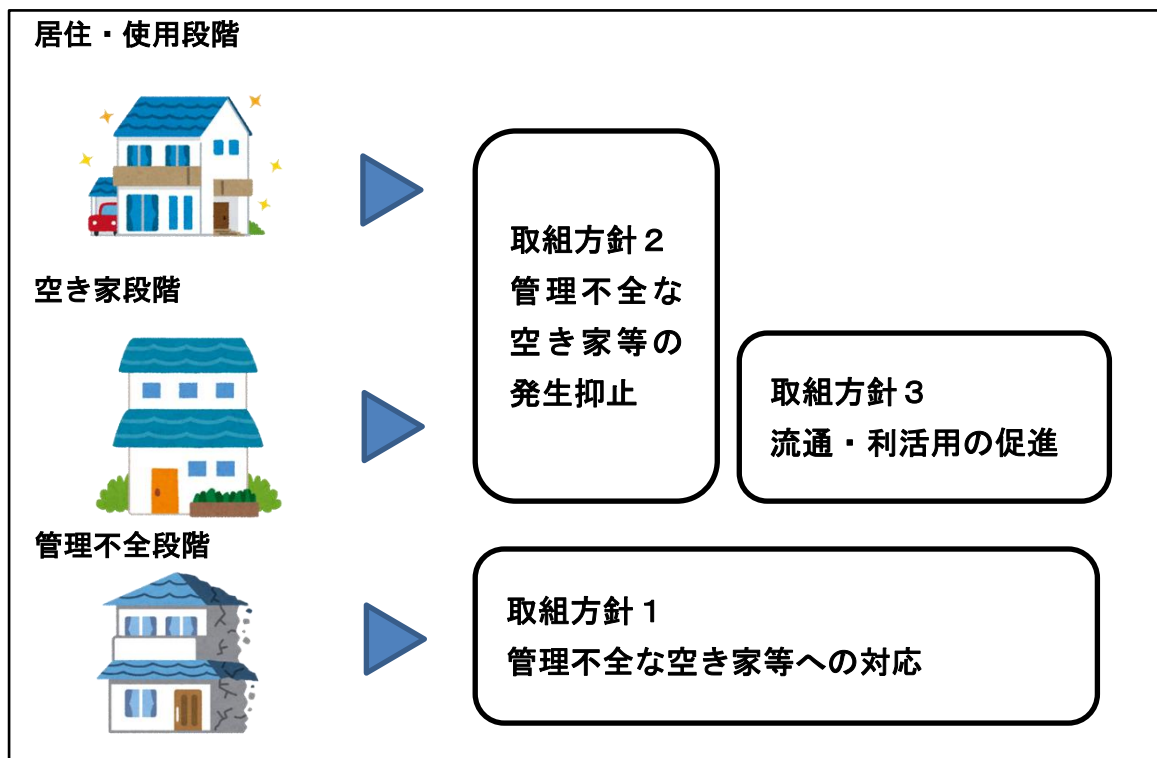 居住・使用段階
取組方針２
管理不全な
空き家等の
発生抑止
空き家段階
取組方針３
流通・利活用の促進
管理不全段階
取組方針１
管理不全な空き家等への対応